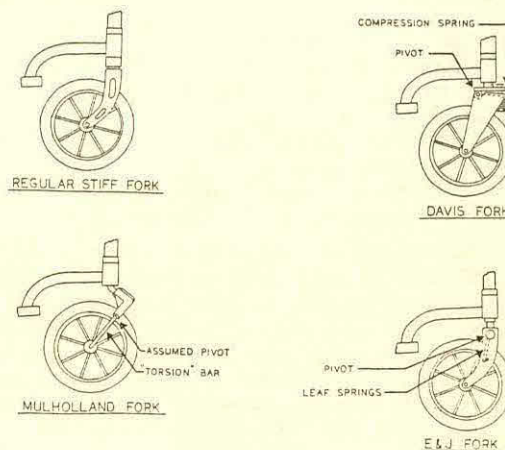 COMPRESSION SPRING
PIVOT
REGULAR STIFF FORK
DAVIS FORK
ASSUMED PIVOT
"TORSION" BAR
MULHOLLAND FORK
PIVOT
LEAF SPRINGS
E&J FORK